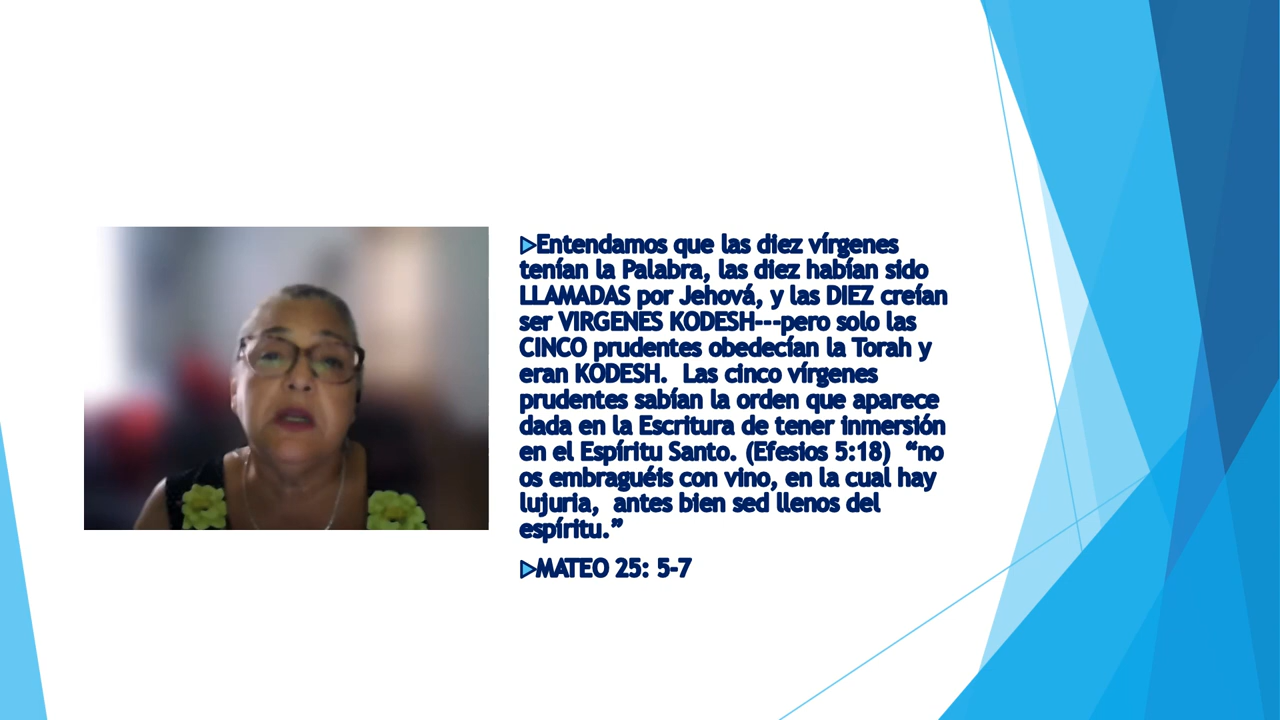 Entendamos que las diez vírgenes
tenían la Palabra, las diez habían sido
LLAMADAS por Jehová, y las DIEZ creían
ser VIRGENES KODESH---pero solo las
CINCO prudentes obedecían la Torah y
eran KODESH.  Las cinco vírgenes
prudentes sabían la orden que aparece
dada en la Escritura de tener inmersión
en el Espíritu Santo. (Efesios 5:18)  “no
os embraguéis con vino, en la cual hay
lujuria,  antes bien sed llenos del
espíritu.”
MATEO 25: 5-7